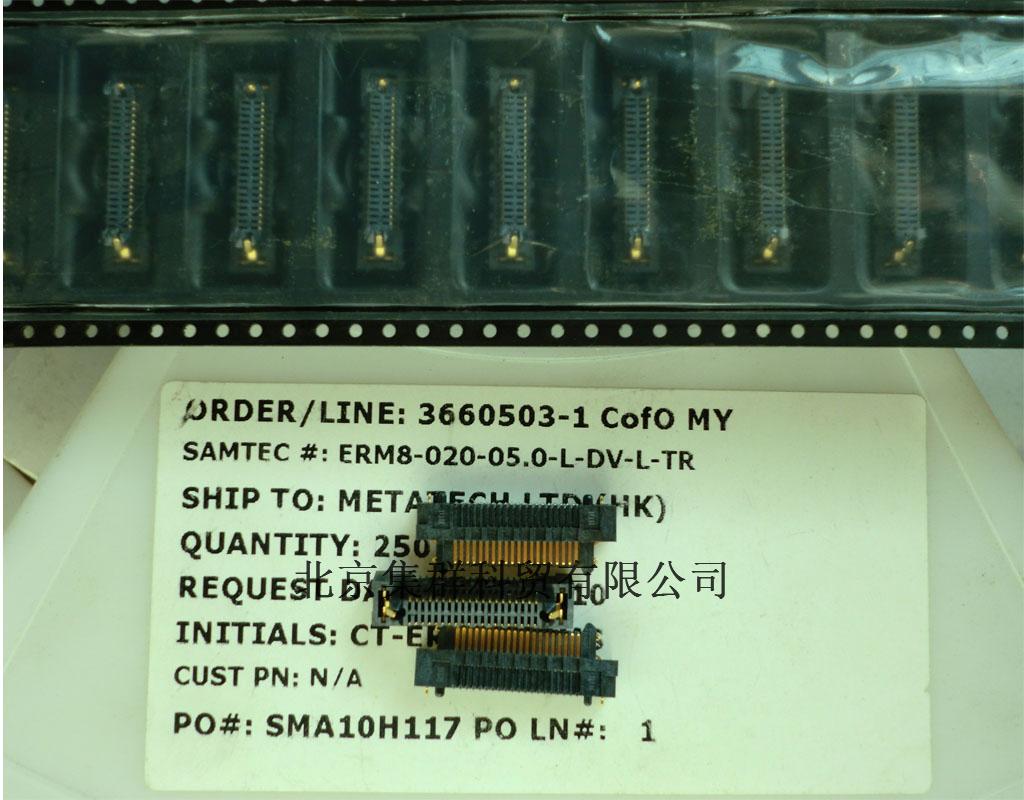 ORDER/LINE: 3660503-1 CofO MY
SAMTEC #: ERM8-020-05.0-L-DV-L-TR
SHIP TO: METATECH LTD (HK)
QUANTITY: 250
北京集群科贸有限公司
REQUEST 10
INITIALS:
CUST PN: N/A
PO#: SMA10H117 PO LN#: 1